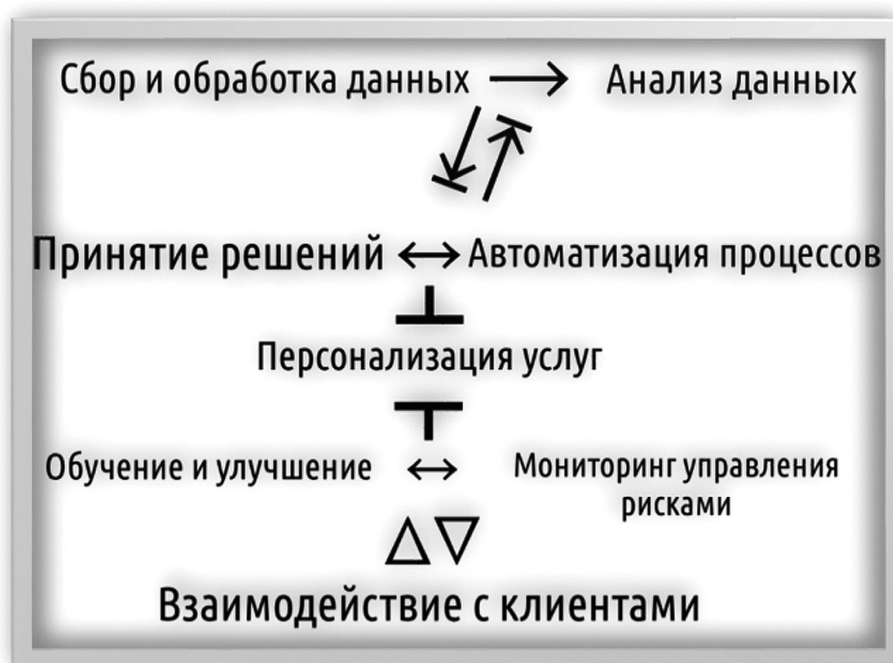 Сбор и обработка данных → Анализ данных
Принятие решений ↔ Автоматизация процессов
Персонализация услуг
Обучение и улучшение ↔ Мониторинг управления
рисками
Взаимодействие с клиентами